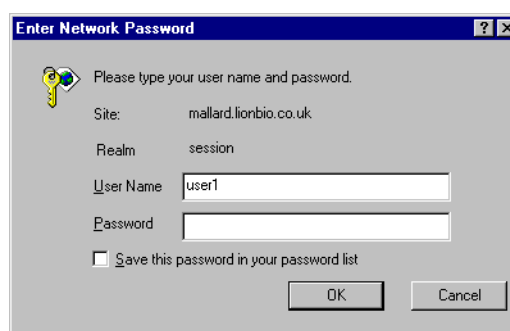 Enter Network Password
Please type your user name and password.
Site: mallard.lionbio.co.uk
Realm session
User Name user1
Password
Save this password in your password list
OK Cancel